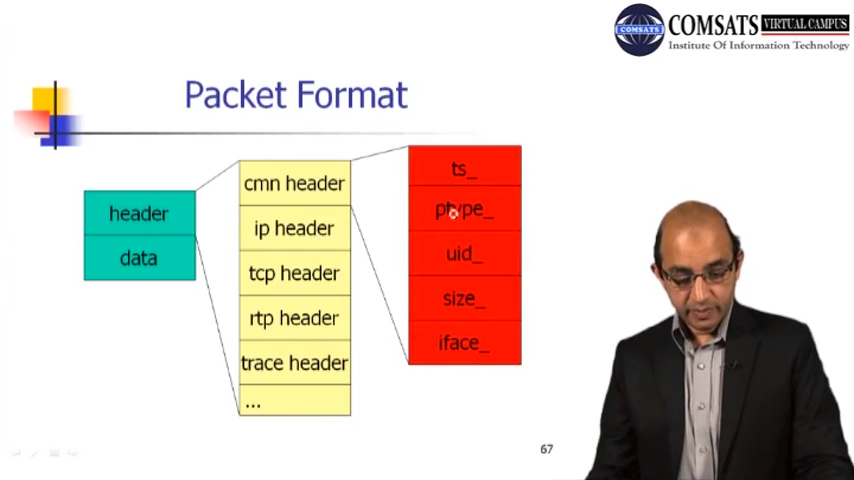 COMSATS VIRTUAL CAMPUS
COMSATS
Institute Of Information Technology
Packet Format
header
data
cmn header
ip header
tcp header
rtp header
trace header
...
ts_
ptype_
uid_
size_
iface_
67